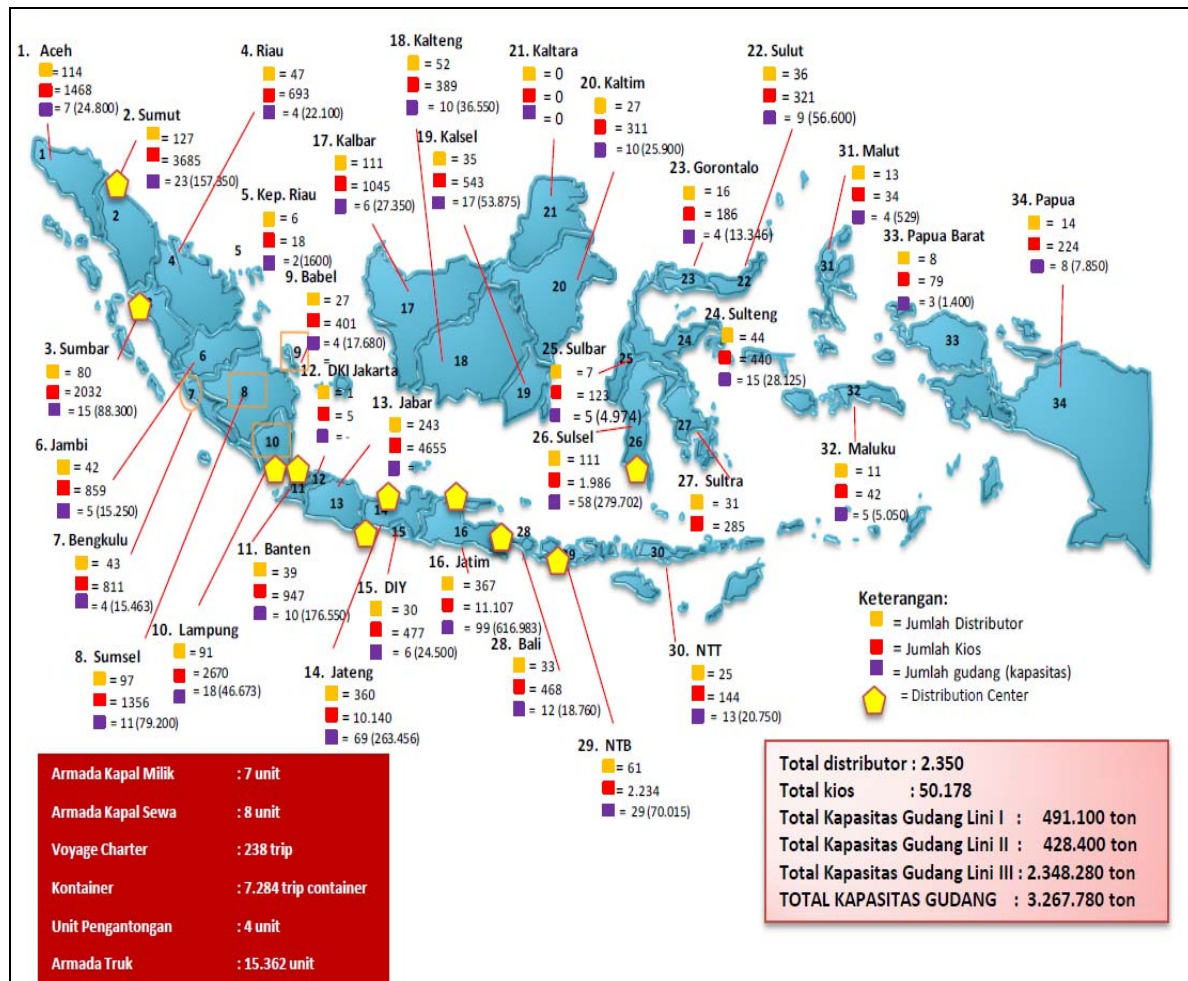 1. Aceh
= 114
= 1468
= 7 (24.800)
2. Sumut
= 127
= 3685
= 23 (157.350)
3. Sumbar
= 80
= 2032
= 15 (88.300)
4. Riau
= 47
= 693
= 4 (22.100)
5. Kep. Riau
= 6
= 18
= 2(1600)
6. Jambi
= 42
= 859
= 5 (15.250)
7. Bengkulu
= 43
= 811
= 4 (15.463)
8. Sumsel
= 97
= 1356
= 11 (79.200)
9. Babel
= 27
= 401
= 4 (17.680)
=
10. Lampung
= 91
= 2670
= 18 (46.673)
11. Banten
= 39
= 947
= 10 (176.550)
12. DKI Jakarta
= 1
= 5
= -
13. Jabar
= 243
= 4655
=
14. Jateng
= 360
= 10.140
= 69 (263.456)
15. DIY
= 30
= 477
= 6 (24.500)
16. Jatim
= 367
= 11.107
= 99 (616.983)
17. Kalbar
= 111
= 1045
= 6 (27.350)
18. Kalteng
= 52
= 389
= 10 (36.550)
19. Kalsel
= 35
= 543
= 17 (53.875)
20. Kaltim
= 27
= 311
= 10 (25.900)
21. Kaltara
= 0
= 0
= 0
22. Sulut
= 36
= 321
= 9 (56.600)
23. Gorontalo
= 16
= 186
= 4 (13.346)
24. Sulteng
= 44
= 440
= 15 (28.125)
25. Sulbar
= 7
= 123
= 5 (4.974)
26. Sulsel
= 111
= 1.986
= 58 (279.702)
27. Sultra
= 31
= 285
28. Bali
= 33
= 468
= 12 (18.760)
29. NTB
= 61
= 2.234
= 29 (70.015)
30. NTT
= 25
= 144
= 13 (20.750)
31. Malut
= 13
= 34
= 4 (529)
32. Maluku
= 11
= 42
= 5 (5.050)
33. Papua Barat
= 8
= 79
= 3 (1.400)
34. Papua
= 14
= 224
= 8 (7.850)
1
2
4
5
6
7
8
9
10
11
12
13
14
15
16
17
18
19
20
21
22
23
24
25
26
27
28
29
30
31
32
33
34
Keterangan:
= Jumlah Distributor
= Jumlah Kios
= Jumlah gudang (kapasitas)
= Distribution Center
Armada Kapal Milik : 7 unit
Armada Kapal Sewa : 8 unit
Voyage Charter : 238 trip
Kontainer : 7.284 trip container
Unit Pengantongan : 4 unit
Armada Truk : 15.362 unit
Total distributor : 2.350
Total kios : 50.178
Total Kapasitas Gudang Lini I : 491.100 ton
Total Kapasitas Gudang Lini II : 428.400 ton
Total Kapasitas Gudang Lini III : 2.348.280 ton
TOTAL KAPASITAS GUDANG : 3.267.780 ton